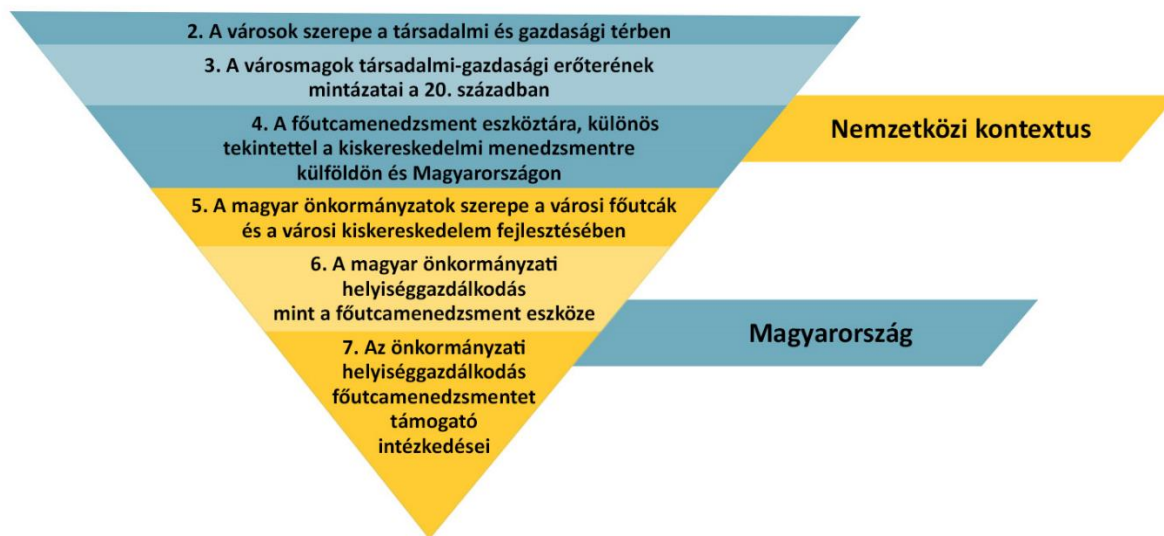 2. A városok szerepe a társadalmi és gazdasági térben
3. A városmagok társadalmi-gazdasági erőterének
mintázatai a 20. században
4. A főutcamenedzsment eszköztára, különös
tekintettel a kiskereskedelmi menedzsmentre
külföldön és Magyarországon
Nemzetközi kontextus
5. A magyar önkormányzatok szerepe a városi főutcák
és a városi kiskereskedelem fejlesztésében
6. A magyar önkormányzati
helyiséggazdálkodás
mint a főutcamenedzsment eszköze
Magyarország
7. Az önkormányzati
helyiséggazdálkodás
főutcamenedzsmentet
támogató
intézkedései